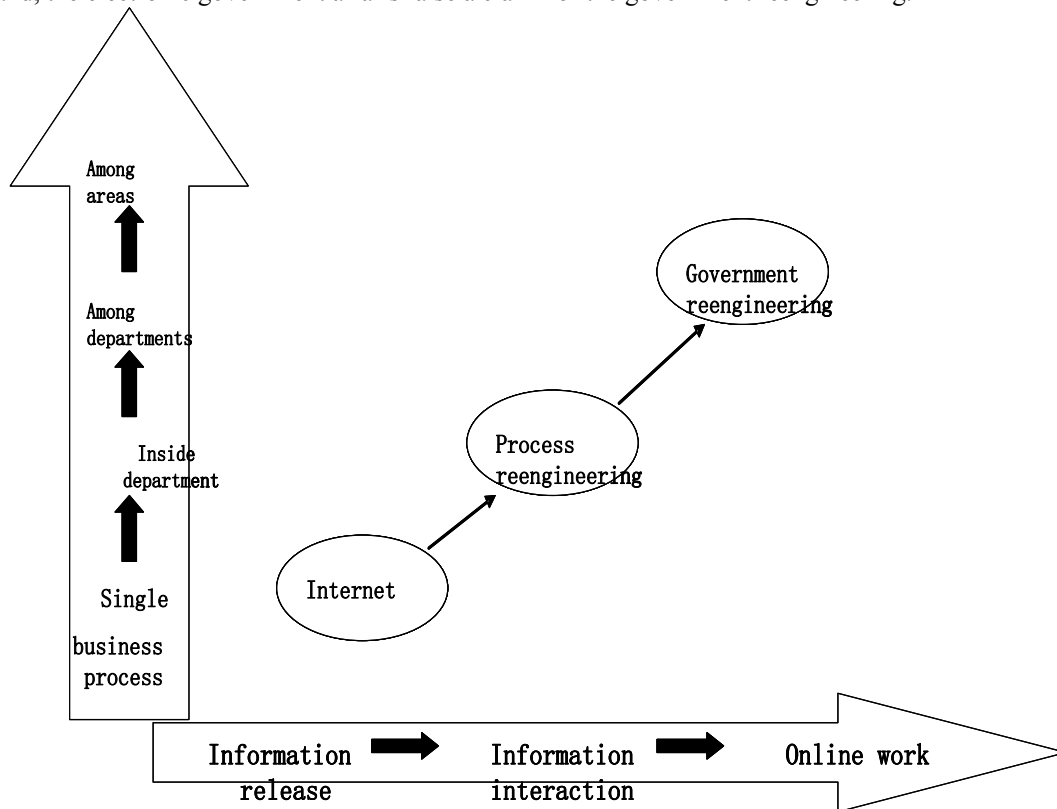 Among
areas
Among
departments
Inside
department
Single
business
process
Government
reengineering
Process
reengineering
Internet
Information
release
Information
interaction
Online work